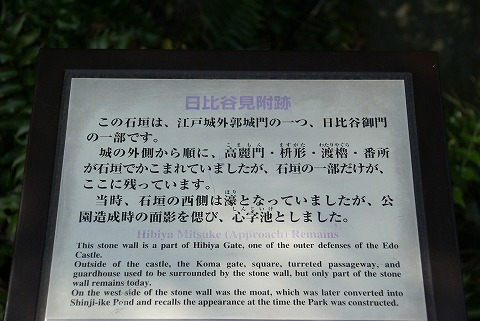 日比谷見附跡
この石垣は、江戸城外郭城門の一つ、日比谷御門
の一部です。
城の外側から順に、高麗門・枡形・渡櫓・番所
が石垣でかこまれていましたが、石垣の一部だけが、
ここに残っています。
当時、石垣の西側は濠となっていましたが、公
園造成時の面影を偲び、心字池としました。
Hibiya Mitsuke (Approach) Remains
This stone wall is a part of Hibiya Gate, one of the outer defenses of the Edo
Castle.
Outside of the castle, the Koma gate, square, turreted passageway, and
guardhouse used to be surrounded by the stone wall, but only part of the stone
wall remains today.
On the west side of the stone wall was the moat, which was later converted into
Shinji-ike Pond and recalls the appearance at the time the Park was constructed.